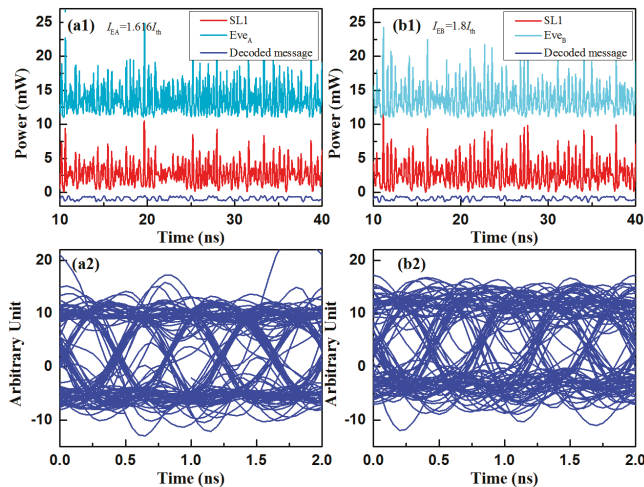 (a1) I_EA=1.616I_th
SL1
Eve_A
Decoded message
Power (mW)
25
20
15
10
5
0
10 20 30 40
Time (ns)
(b1) I_EB=1.8I_th
SL1
Eve_B
Decoded message
Power (mW)
25
20
15
10
5
0
10 20 30 40
Time (ns)
(a2)
Arbitrary Unit
20
10
0
-10
0.0 0.5 1.0 1.5 2.0
Time (ns)
(b2)
Arbitrary Unit
20
10
0
-10
0.0 0.5 1.0 1.5 2.0
Time (ns)